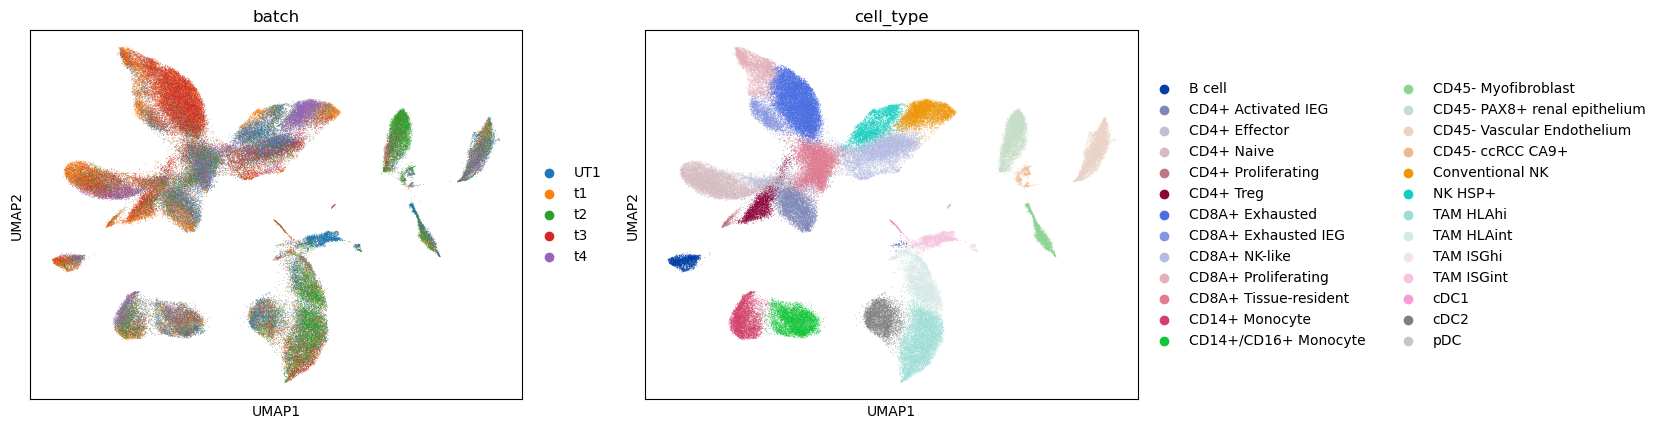 batch
UMAP2
UMAP1
UT1
t1
t2
t3
t4
cell_type
UMAP2
UMAP1
B cell
CD4+ Activated IEG
CD4+ Effector
CD4+ Naive
CD4+ Proliferating
CD4+ Treg
CD8A+ Exhausted
CD8A+ Exhausted IEG
CD8A+ NK-like
CD8A+ Proliferating
CD8A+ Tissue-resident
CD14+ Monocyte
CD14+/CD16+ Monocyte
CD45- Myofibroblast
CD45- PAX8+ renal epithelium
CD45- Vascular Endothelium
CD45- ccRCC CA9+
Conventional NK
NK HSP+
TAM HLAhi
TAM HLAint
TAM ISGhi
TAM ISGint
cDC1
cDC2
pDC